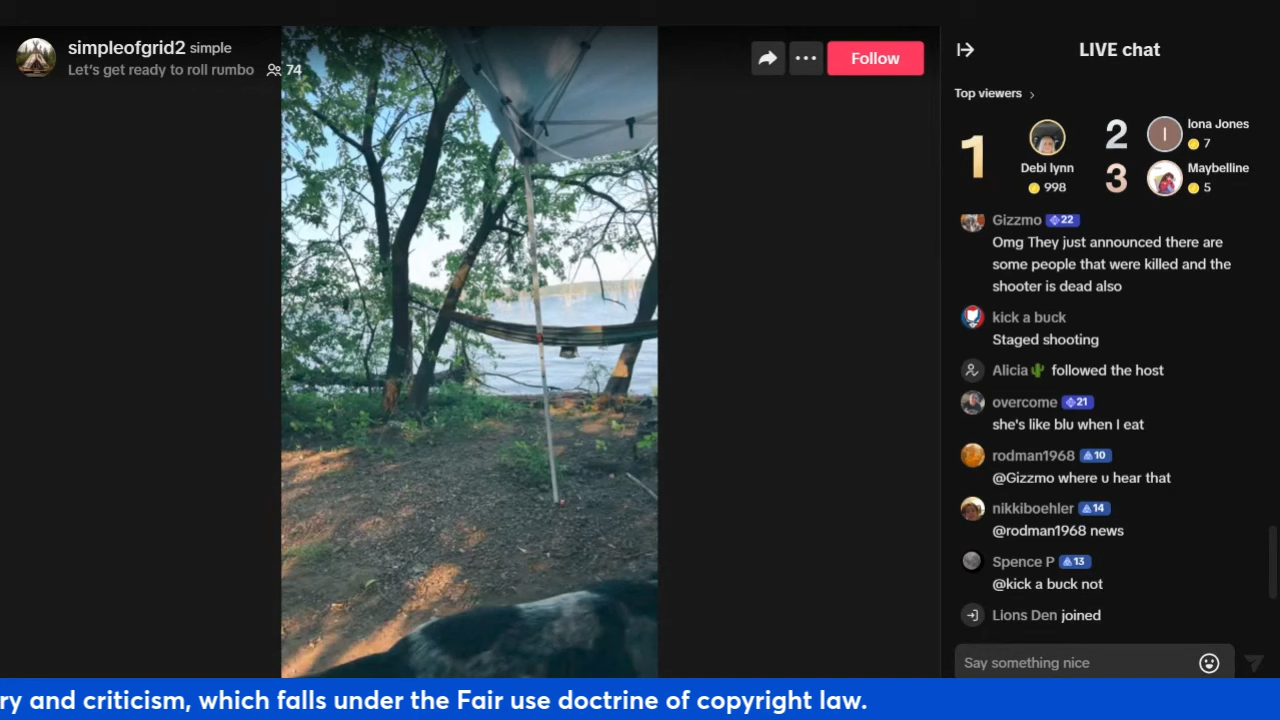 simpleofgrid2 simple
Let's get ready to roll rumbo 74
Follow
LIVE chat
Top viewers
1
Debi lynn
998
2
I
Iona Jones
7
3
Maybelline
5
Gizzmo 22
Omg They just announced there are
some people that were killed and the
shooter is dead also
kick a buck
Staged shooting
Alicia🌵 followed the host
overcome 21
she's like blu when I eat
rodman1968 10
@Gizzmo where u hear that
nikkiboehler 14
@rodman1968 news
Spence P 13
@kick a buck not
Lions Den joined
Say something nice
ry and criticism, which falls under the Fair use doctrine of copyright law.